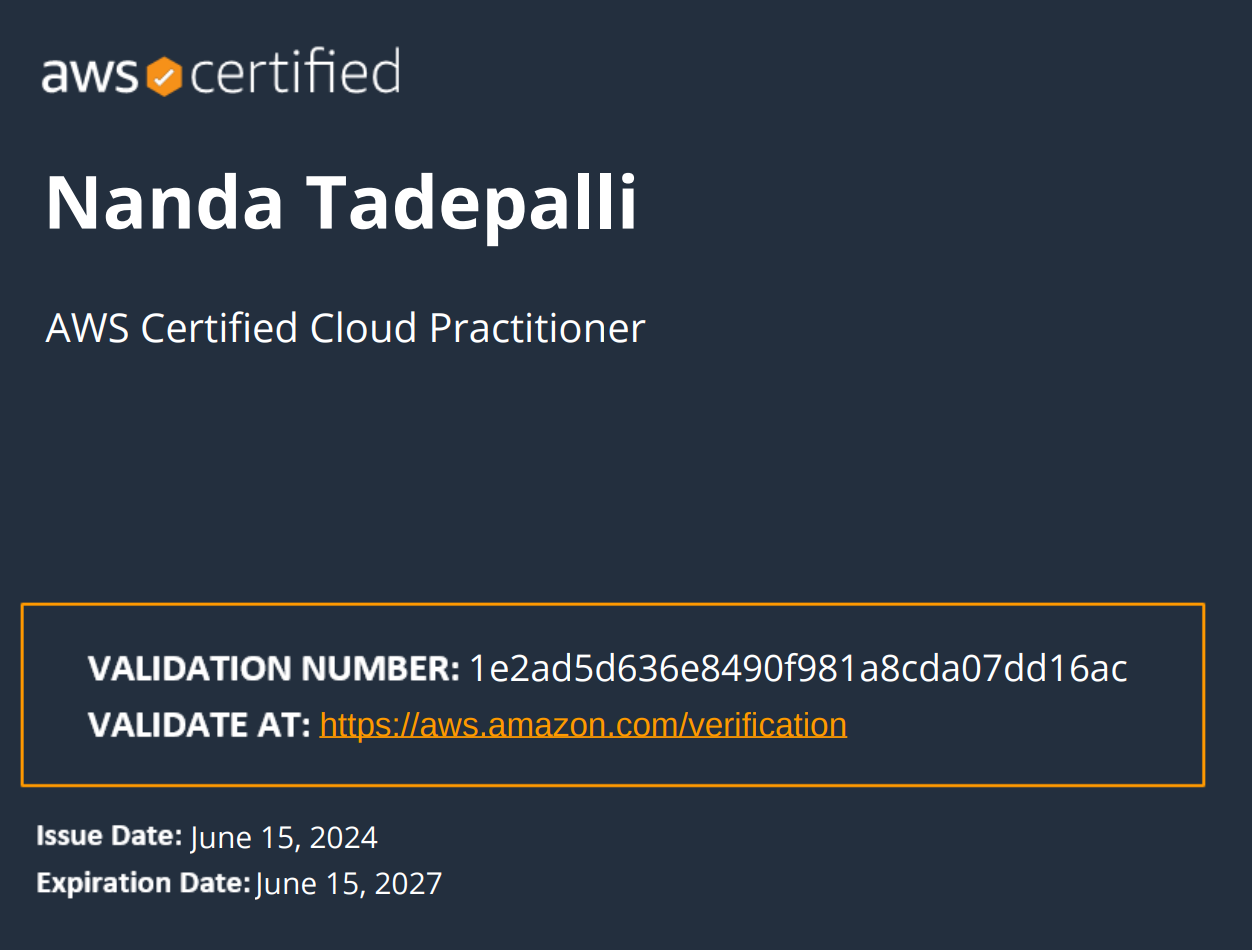 aws certified
Nanda Tadepalli
AWS Certified Cloud Practitioner
VALIDATION NUMBER: 1e2ad5d636e8490f981a8cda07dd16ac
VALIDATE AT: https://aws.amazon.com/verification
Issue Date: June 15, 2024
Expiration Date: June 15, 2027